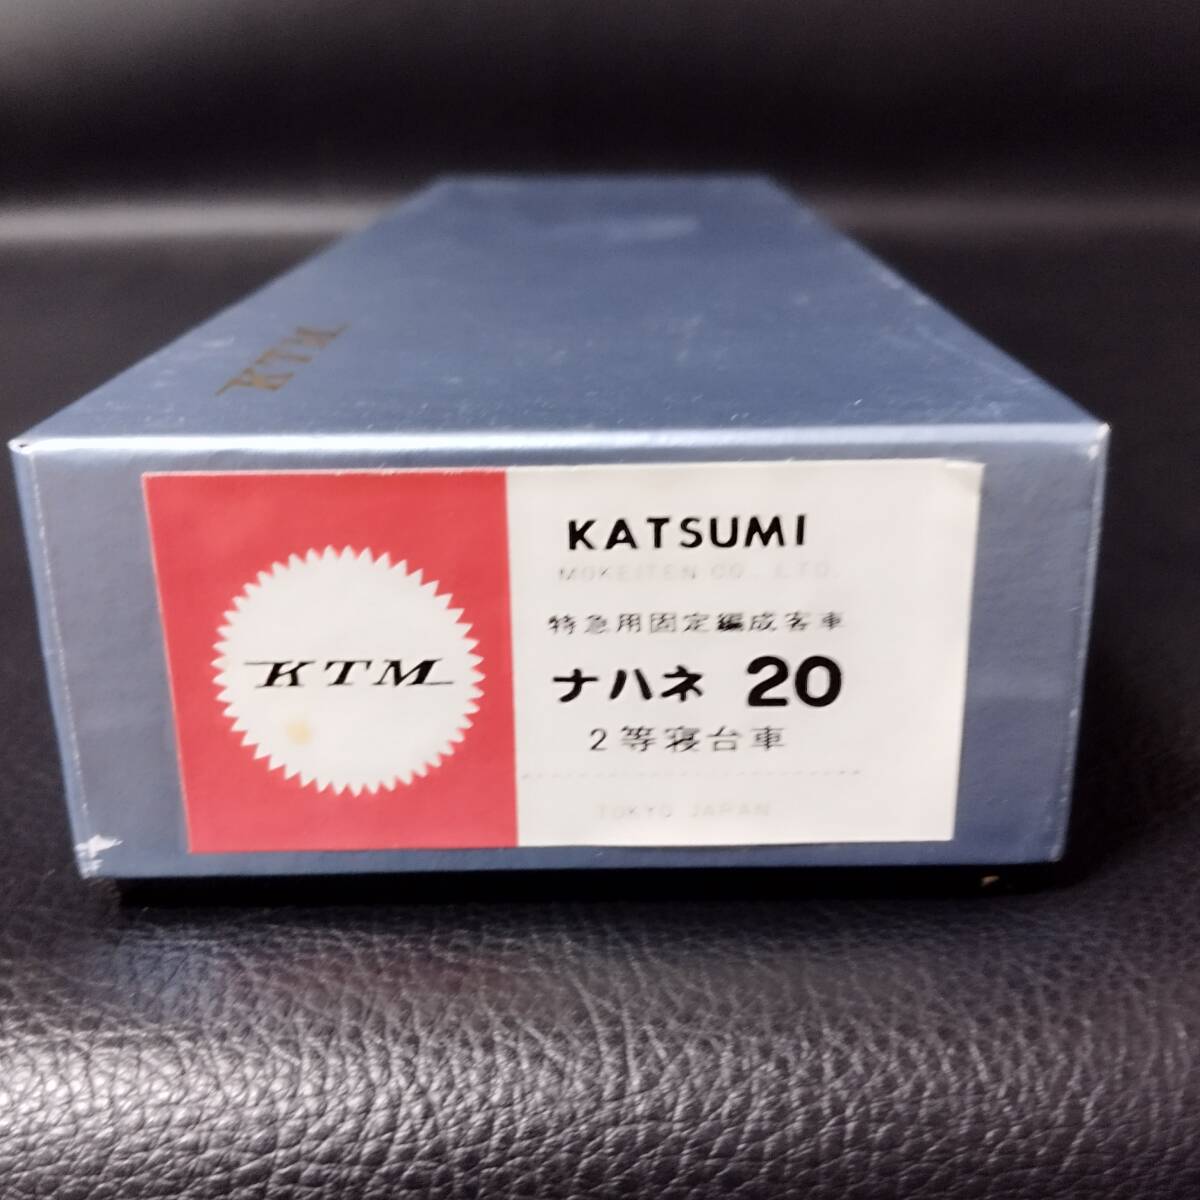 KTM
KTM
KATSUMI
MOKEITEN CO. LTD.
特急用固定編成客車
ナハネ 20
2等寝台車
TOKYO JAPAN